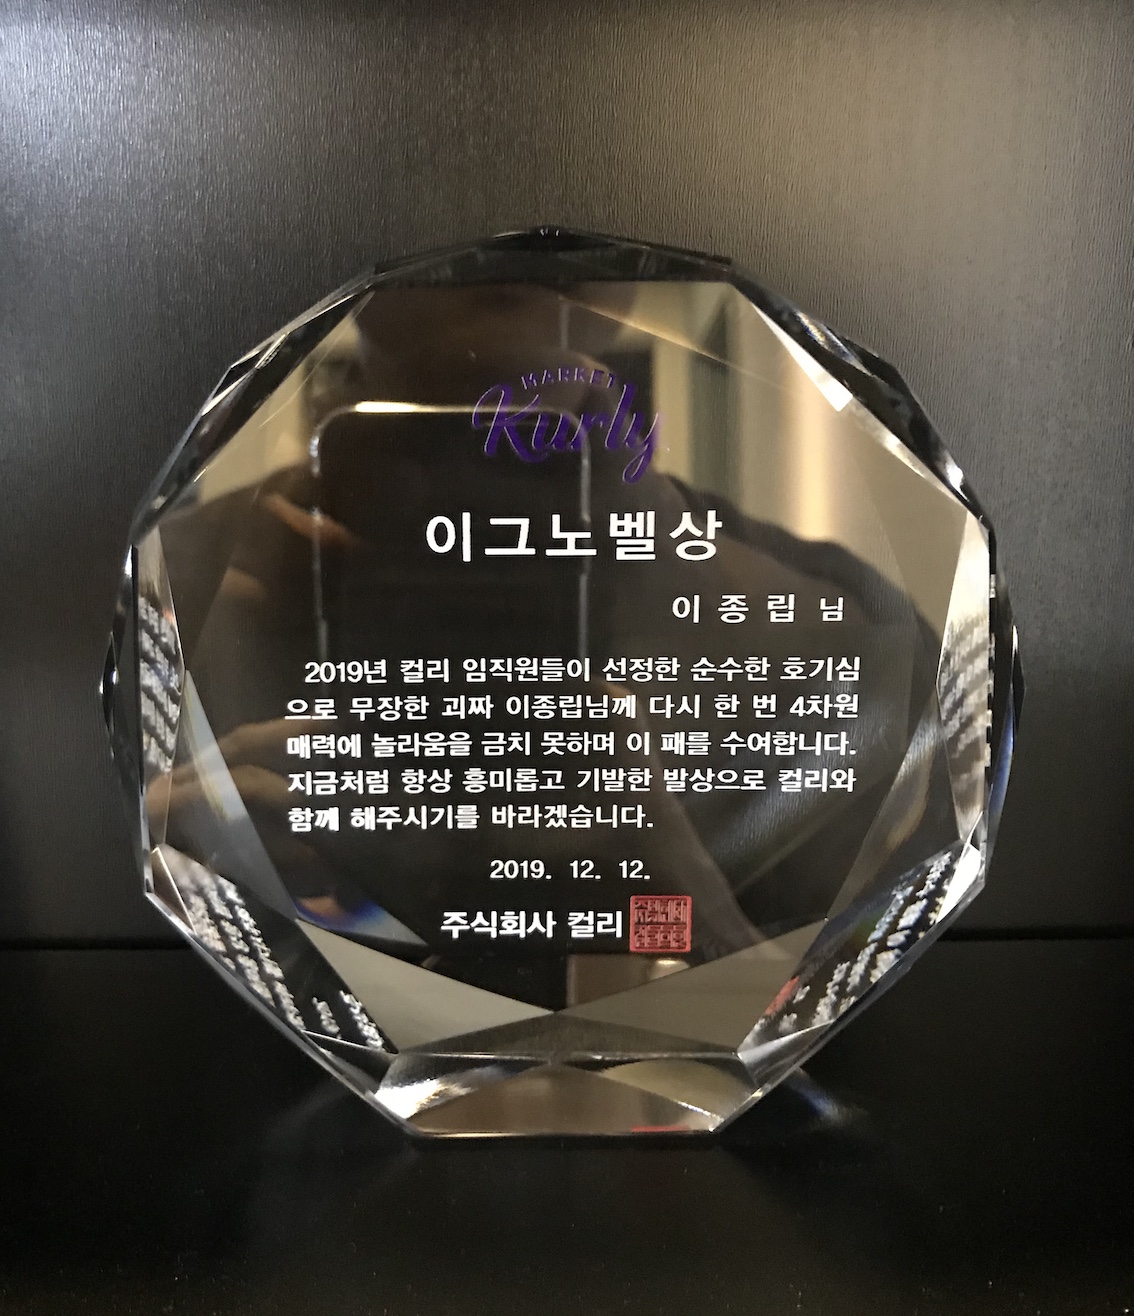 MARKET
Kurly
이그노벨상
이 종 립 님
2019년 컬리 임직원들이 선정한 순수한 호기심
으로 무장한 괴짜 이종립님께 다시 한 번 4차원
매력에 놀라움을 금치 못하며 이 패를 수여합니다.
지금처럼 항상 흥미롭고 기발한 발상으로 컬리와
함께 해주시기를 바라겠습니다.
2019. 12. 12.
주식회사 컬리